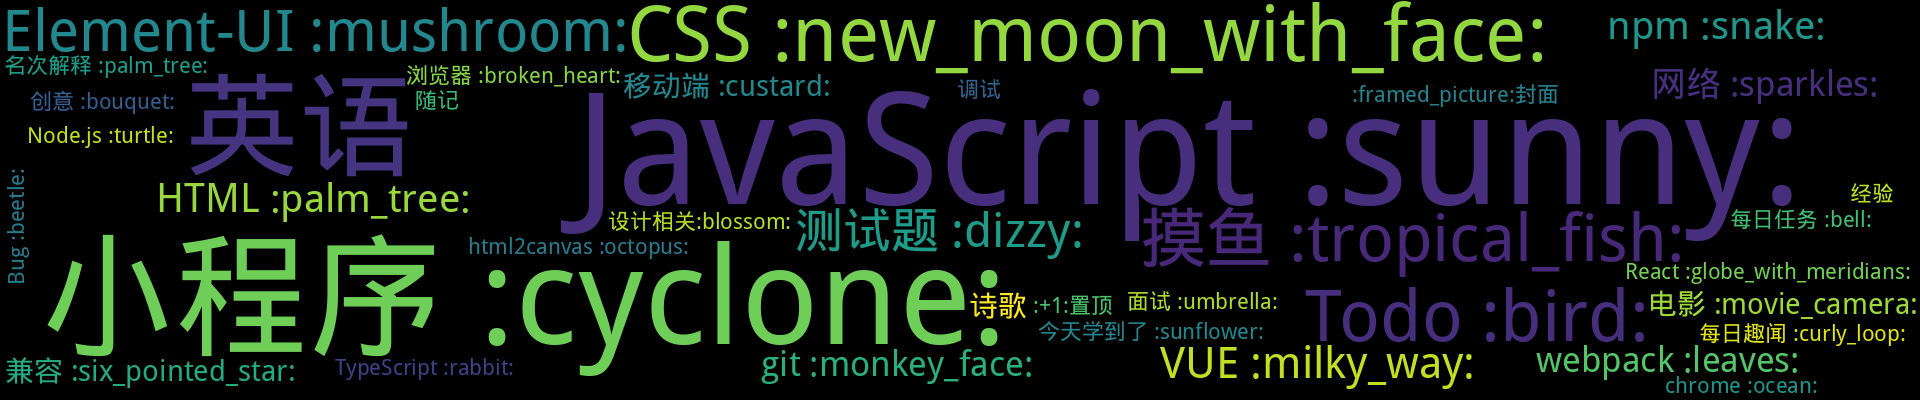 Element-UI :mushroom:
CSS :new_moon_with_face:
npm :snake:
名次解释 :palm_tree:
浏览器 :broken_heart:
移动端 :custard:
调试
:framed_picture:封面
网络 :sparkles:
创意 :bouquet:
随记
英语
JavaScript :sunny:
Node.js :turtle:
Bug :beetle:
HTML :palm_tree:
经验
设计相关:blossom:
测试题 :dizzy:
摸鱼 :tropical_fish:
每日任务 :bell:
html2canvas :octopus:
小程序 :cyclone:
React :globe_with_meridians:
诗歌
:+1:置顶
面试 :umbrella:
Todo :bird:
电影 :movie_camera:
今天学到了 :sunflower:
每日趣闻 :curly_loop:
兼容 :six_pointed_star:
TypeScript :rabbit:
git :monkey_face:
VUE :milky_way:
webpack :leaves:
chrome :ocean: